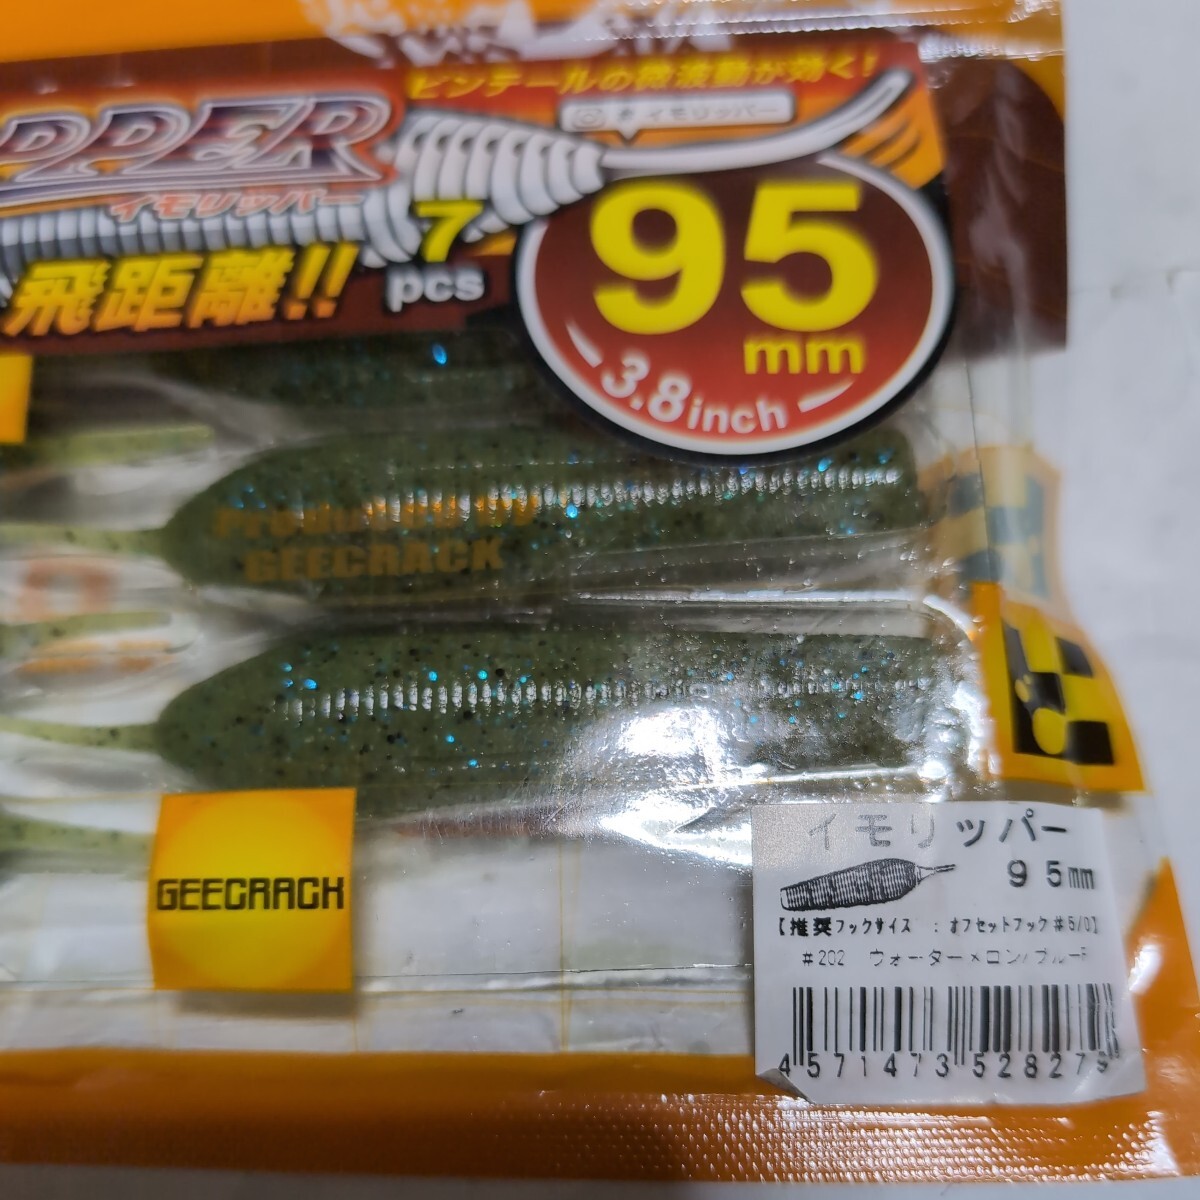 ピンテールの微波動が効く!
イモリッパー
PPER
イモリッパー
飛距離!!
7
pcs
95
mm
3.8inch
Produced by
GEECRACK
GEECRACK
イモリッパー
95mm
【推奨フックサイズ : オフセットフック#5/0】
#202 ウォーターメロン/ブルーF
4571473528279